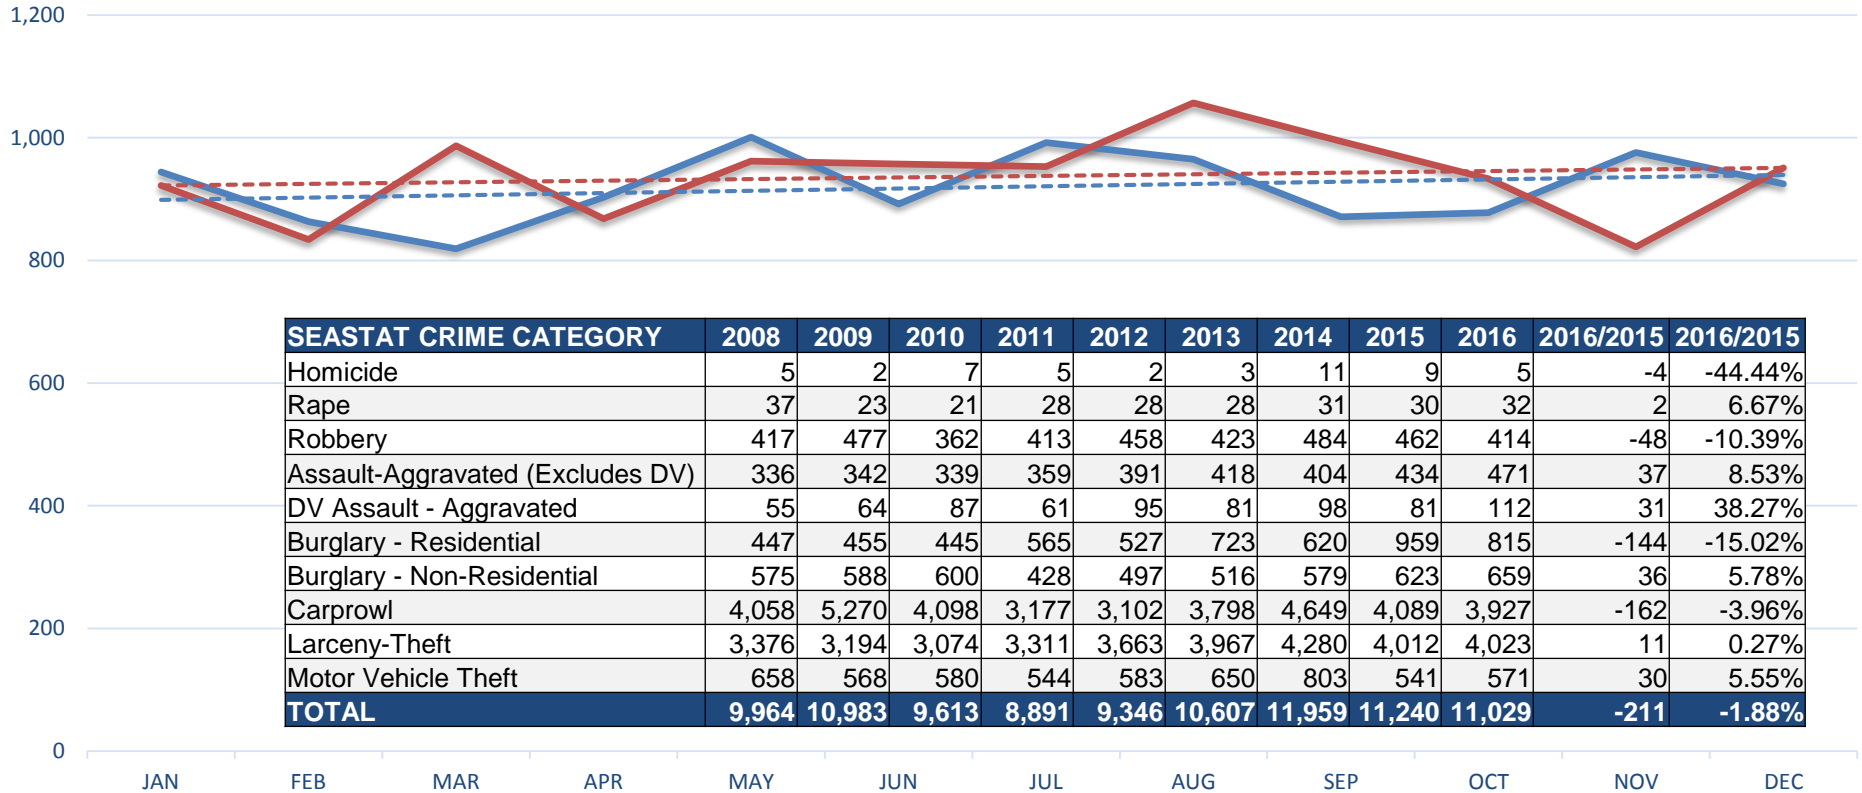 1,200
1,000
800
600
400
200
0
SEASTAT CRIME CATEGORY 2008 2009 2010 2011 2012 2013 2014 2015 2016 2016/2015 2016/2015
Homicide 5 2 7 5 2 3 11 9 5 -4 -44.44%
Rape 37 23 21 28 28 28 31 30 32 2 6.67%
Robbery 417 477 362 413 458 423 484 462 414 -48 -10.39%
Assault-Aggravated (Excludes DV) 336 342 339 359 391 418 404 434 471 37 8.53%
DV Assault - Aggravated 55 64 87 61 95 81 98 81 112 31 38.27%
Burglary - Residential 447 455 445 565 527 723 620 959 815 -144 -15.02%
Burglary - Non-Residential 575 588 600 428 497 516 579 623 659 36 5.78%
Carprowl 4,058 5,270 4,098 3,177 3,102 3,798 4,649 4,089 3,927 -162 -3.96%
Larceny-Theft 3,376 3,194 3,074 3,311 3,663 3,967 4,280 4,012 4,023 11 0.27%
Motor Vehicle Theft 658 568 580 544 583 650 803 541 571 30 5.55%
TOTAL 9,964 10,983 9,613 8,891 9,346 10,607 11,959 11,240 11,029 -211 -1.88%
JAN FEB MAR APR MAY JUN JUL AUG SEP OCT NOV DEC